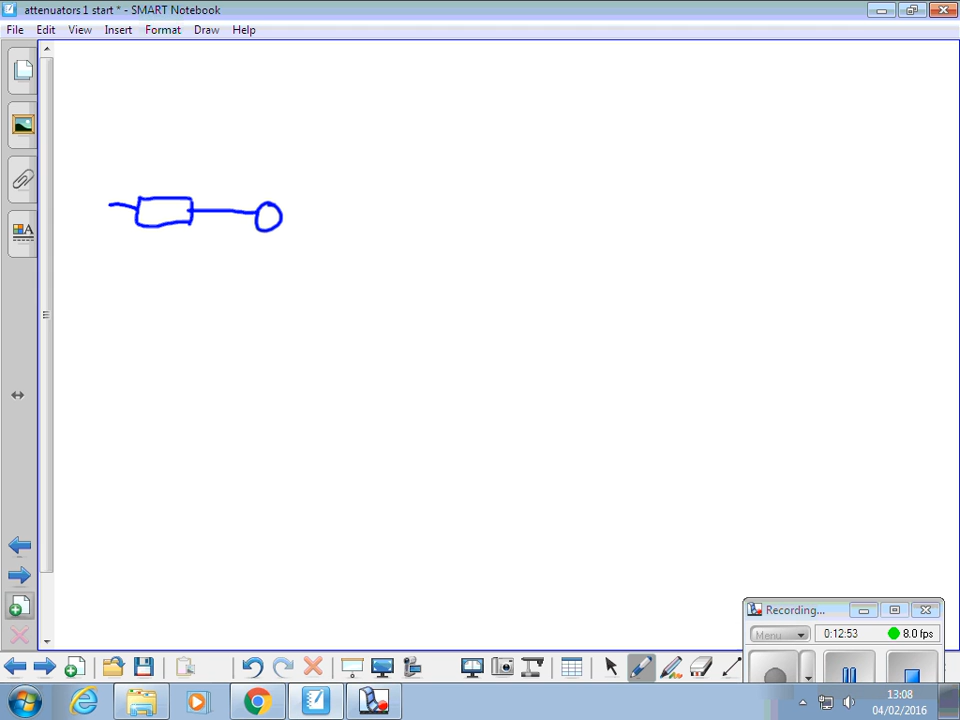 attenuators 1 start * - SMART Notebook
File Edit View Insert Format Draw Help
Recording...
Menu
0:12:53
8.0 fps
13:08
04/02/2016